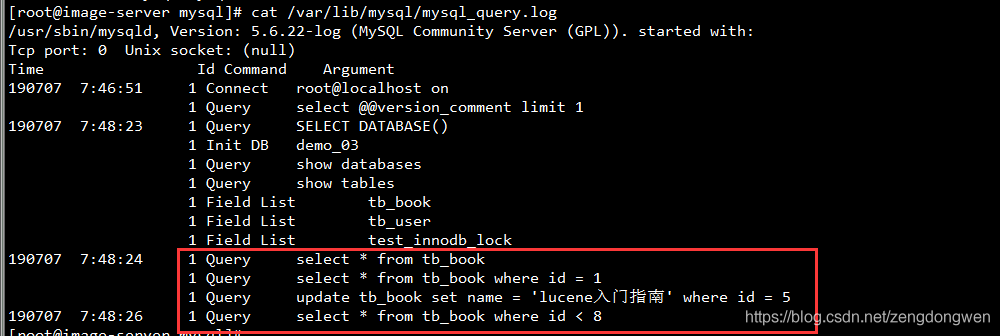 [root@image-server mysql]# cat /var/lib/mysql/mysql_query.log
/usr/sbin/mysqld, Version: 5.6.22-log (MySQL Community Server (GPL)). started with:
Tcp port: 0  Unix socket: (null)
Time                 Id Command    Argument
190707  7:46:51     1 Connect   root@localhost on
                    1 Query     select @@version_comment limit 1
190707  7:48:23     1 Query     SELECT DATABASE()
                    1 Init DB   demo_03
                    1 Query     show databases
                    1 Query     show tables
                    1 Field List        tb_book
                    1 Field List        tb_user
                    1 Field List        test_innodb_lock
190707  7:48:24     1 Query     select * from tb_book
                    1 Query     select * from tb_book where id = 1
                    1 Query     update tb_book set name = 'lucene入门指南' where id = 5
190707  7:48:26     1 Query     select * from tb_book where id < 8
https://blog.csdn.net/zengdongwen
[root@image-server mysql]#